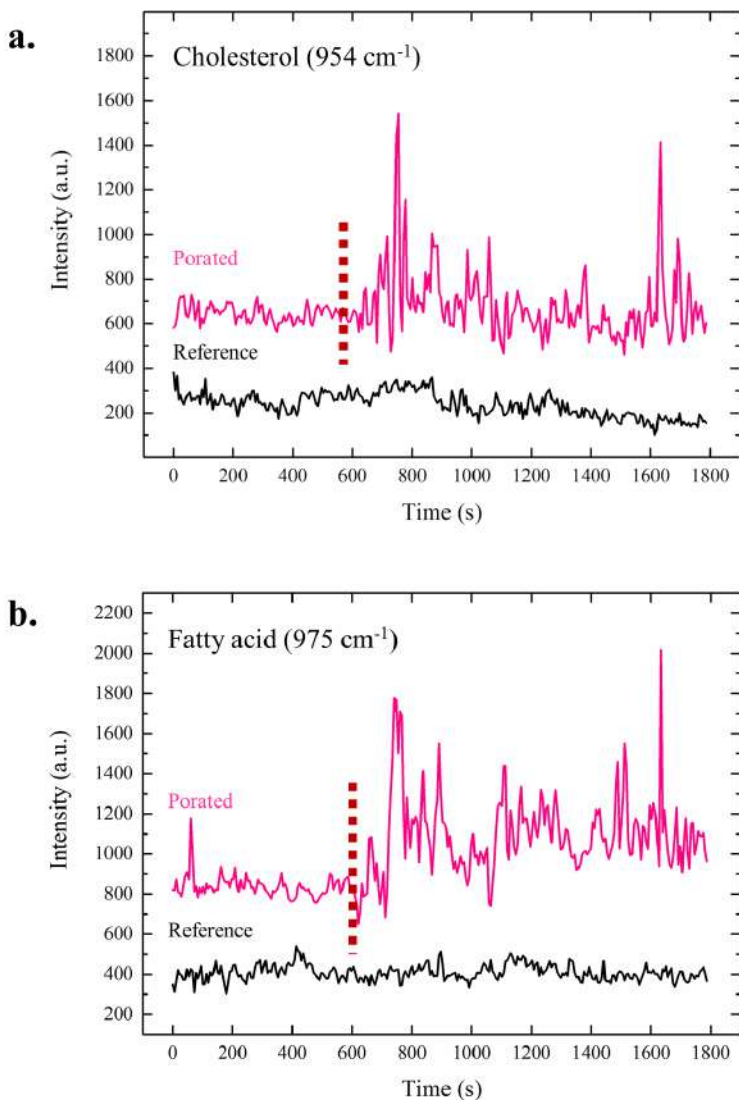 a.
Cholesterol (954 cm⁻¹)
1800
1600
1400
1200
1000
800
600
400
200
Intensity (a.u.)
Porated
Reference
0 200 400 600 800 1000 1200 1400 1600 1800
Time (s)
b.
Fatty acid (975 cm⁻¹)
2200
2000
1800
1600
1400
1200
1000
800
600
400
200
Intensity (a.u.)
Porated
Reference
0 200 400 600 800 1000 1200 1400 1600 1800
Time (s)